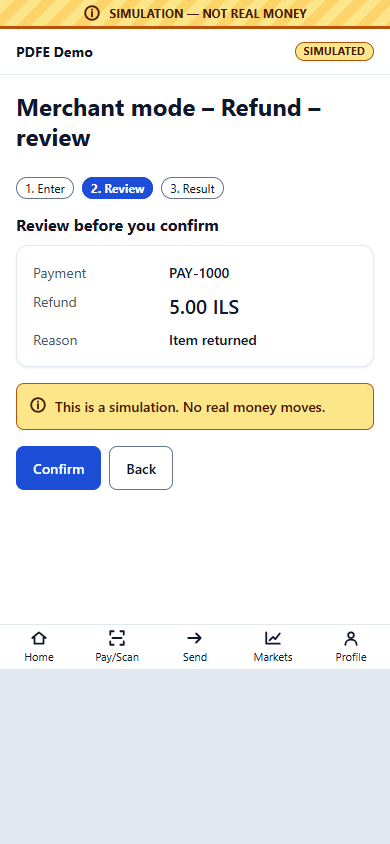 SIMULATION — NOT REAL MONEY
PDFE Demo
SIMULATED
Merchant mode – Refund –
review
1. Enter
2. Review
3. Result
Review before you confirm
Payment PAY-1000
Refund 5.00 ILS
Reason Item returned
This is a simulation. No real money moves.
Confirm
Back
Home
Pay/Scan
Send
Markets
Profile